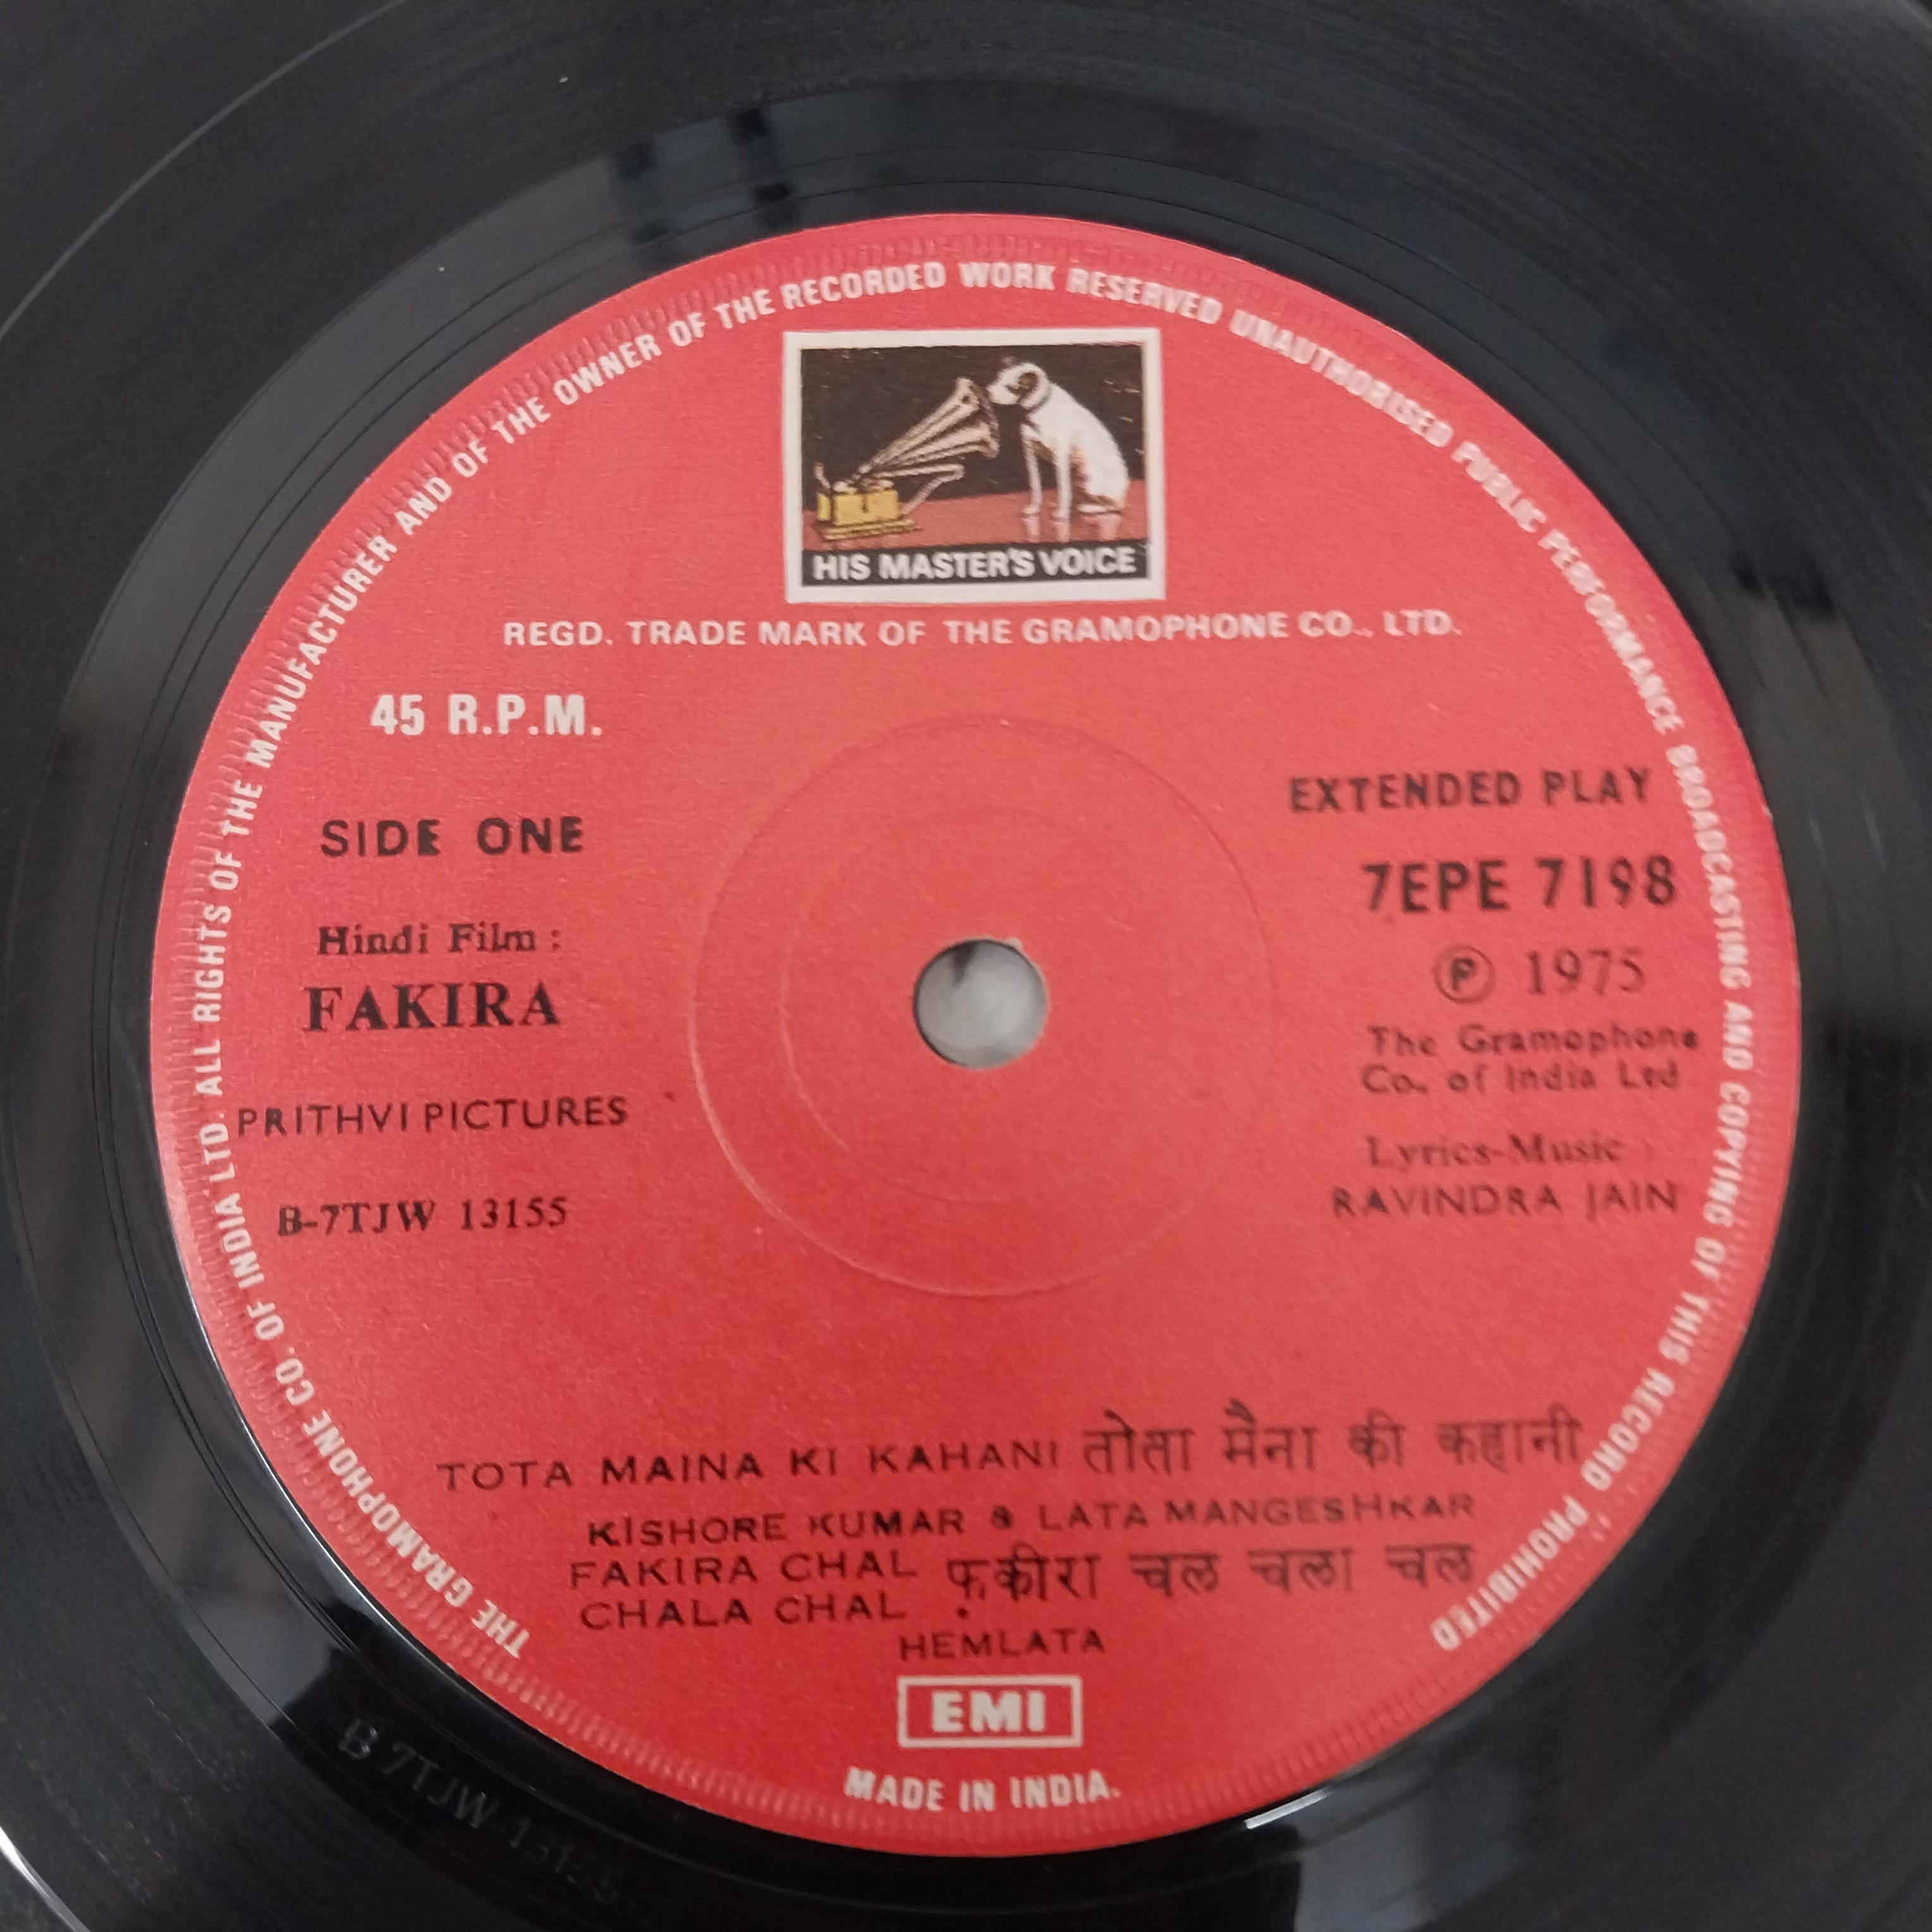 THE GRAMOPHONE CO. OF INDIA LTD. ALL RIGHTS OF THE MANUFACTURER AND OF THE OWNER OF THE RECORDED WORK RESERVED UNAUTHORISED PUBLIC PERFORMANCE BROADCASTING AND COPYING OF THIS RECORD PROHIBITED
HIS MASTER'S VOICE
REGD. TRADE MARK OF THE GRAMOPHONE CO., LTD.
45 R.P.M.
SIDE ONE
Hindi Film :
FAKIRA
PRITHVI PICTURES
B-7TJW 13155
EXTENDED PLAY
7EPE 7198
Ⓟ 1975
The Gramophone
Co. of India Ltd
Lyrics-Music :
RAVINDRA JAIN
TOTA MAINA KI KAHANI तोता मैना की कहानी
KISHORE KUMAR & LATA MANGESHKAR
FAKIRA CHAL फ़कीरा चल चला चल
CHALA CHAL
HEMLATA
EMI
MADE IN INDIA.
B 7TJW 13155